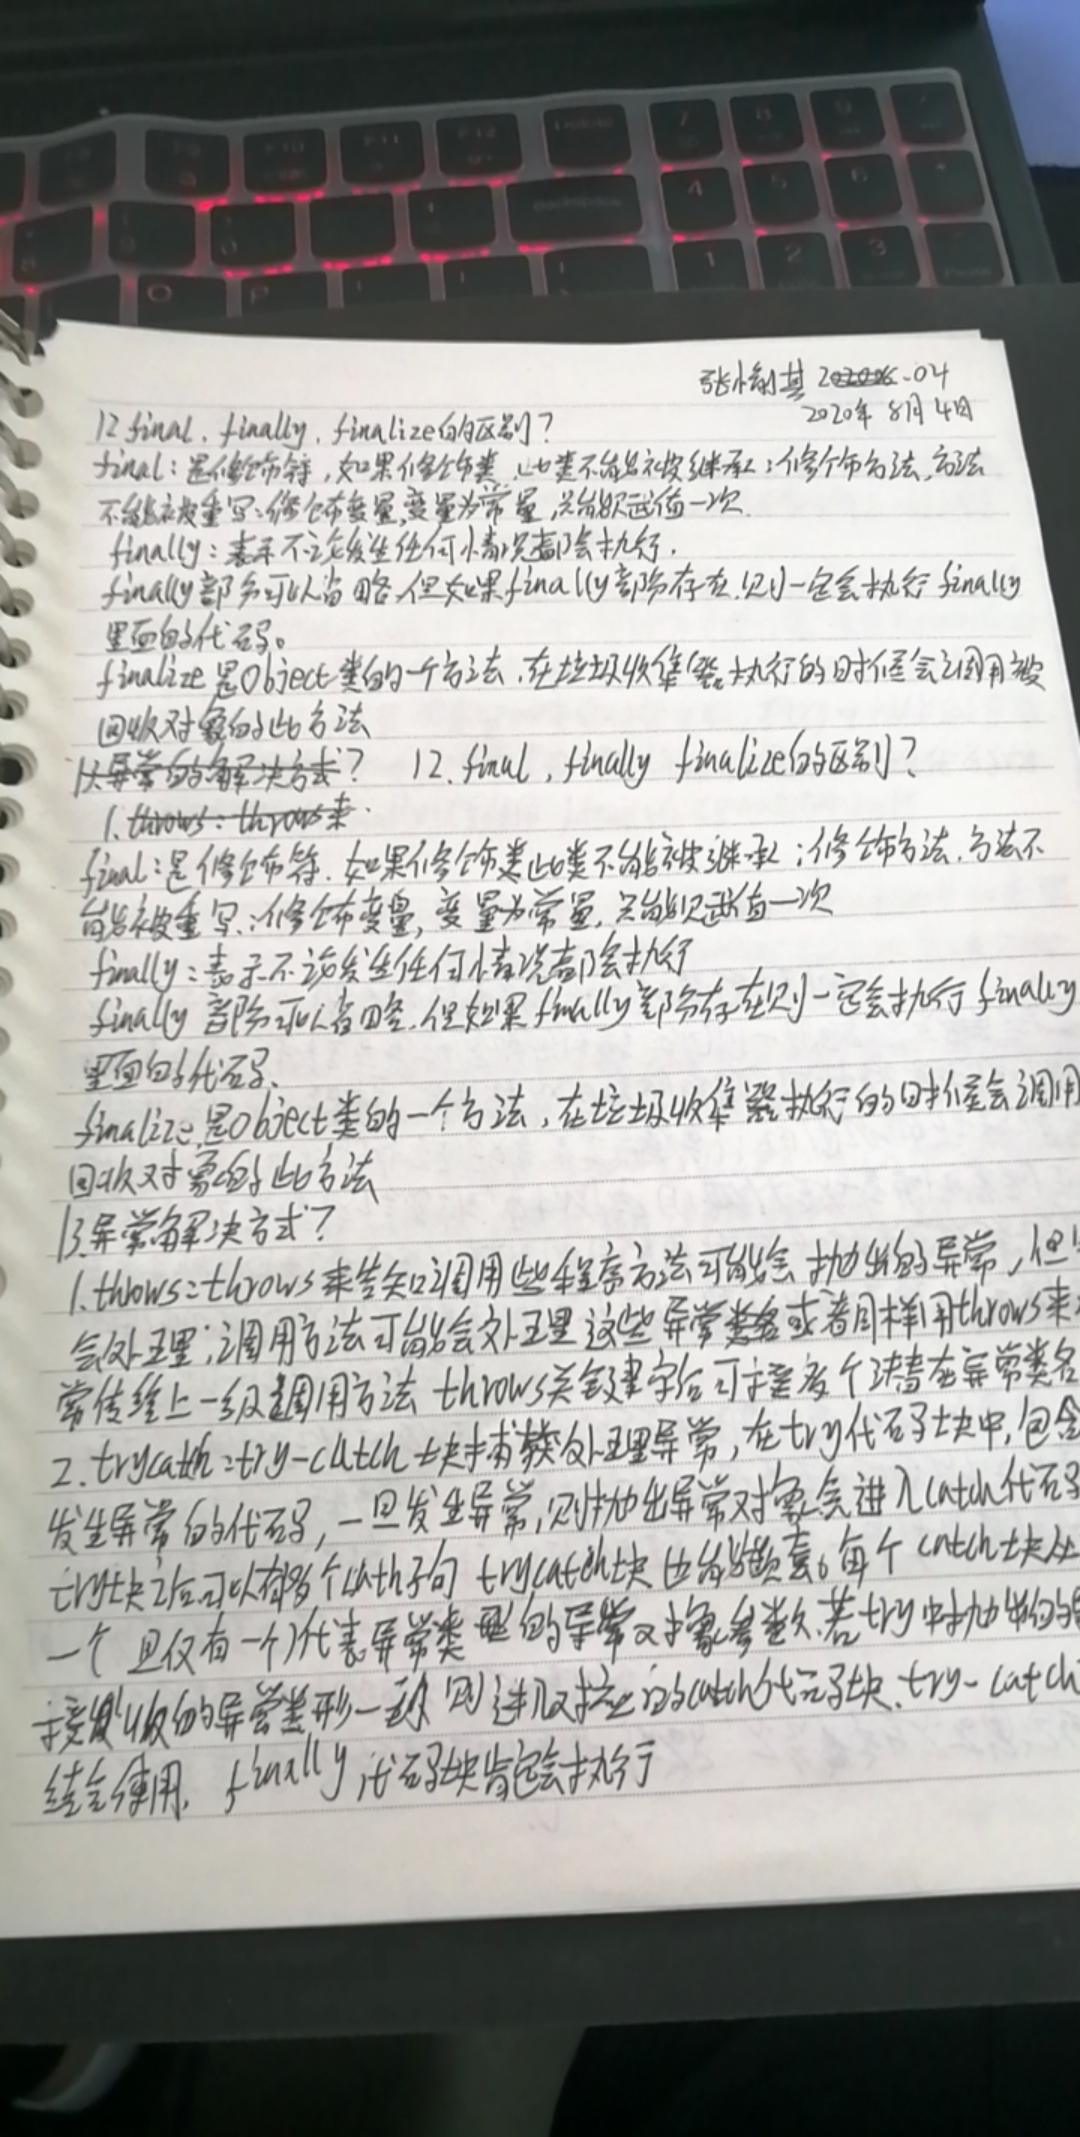 F9 F10 F11 F12 Delete 7 8 9
Backspace 4 5 6
O P 1 2 3
2020年 8月4日
12 final、finally、finalize的区别?
final:是修饰符,如果修饰类,此类不能被继承;修饰方法,方法
不能被重写;修饰变量,变量为常量,只能赋值一次
finally:表示不论发生任何情况都会执行.
finally部分可以省略,但如果finally部分存在,则一定会执行finally
里面的代码。
finalize是Object类的一个方法,在垃圾收集器执行的时候会调用被
回收对象的此方法
13.异常的解决方式? 12.final,finally finalize的区别?
1.throws:throws来
final:是修饰符.如果修饰类此类不能被继承;修饰方法.方法不
能被重写;修饰变量,变量为常量,只能赋值一次
finally:表示不论发生任何情况都会执行
finally部分可以省略.但如果finally部分存在则一定会执行finally
里面的代码.
finalize是Object类的一个方法,在垃圾收集器执行的时候会调用
回收对象的此方法
13.异常解决方式?
1.throws:throws来告知调用些程序方法可能会抛出的异常,但
会处理;调用方法可能会处理这些异常类名或者同样用throws来
常传给上一级调用方法 throws关键字后可接多个 在异常类名
2.trycath:try-catch块捕获处理异常,在try代码块中,包含
发生异常的代码,一旦发生异常,则抛出异常对象会进入catch代码
try块之后可以有多个cath子句 trycatch块也能嵌套。每个catch块从
一个且仅有一个)代表异常类型的异常对象参数.若try中抛出的
接收的异常类形一致则进入对应的catch代码块.try-catch
结合使用, finally代码块肯定会执行